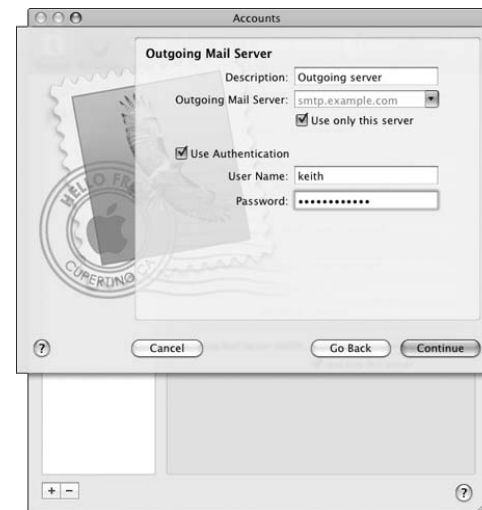 Accounts
Outgoing Mail Server
Description: Outgoing server
Outgoing Mail Server: smtp.example.com
Use only this server
Use Authentication
User Name: keith
Password: ••••••••••••
HELLO FR
CUPERTINO CA
? Cancel Go Back Continue
+ − ?